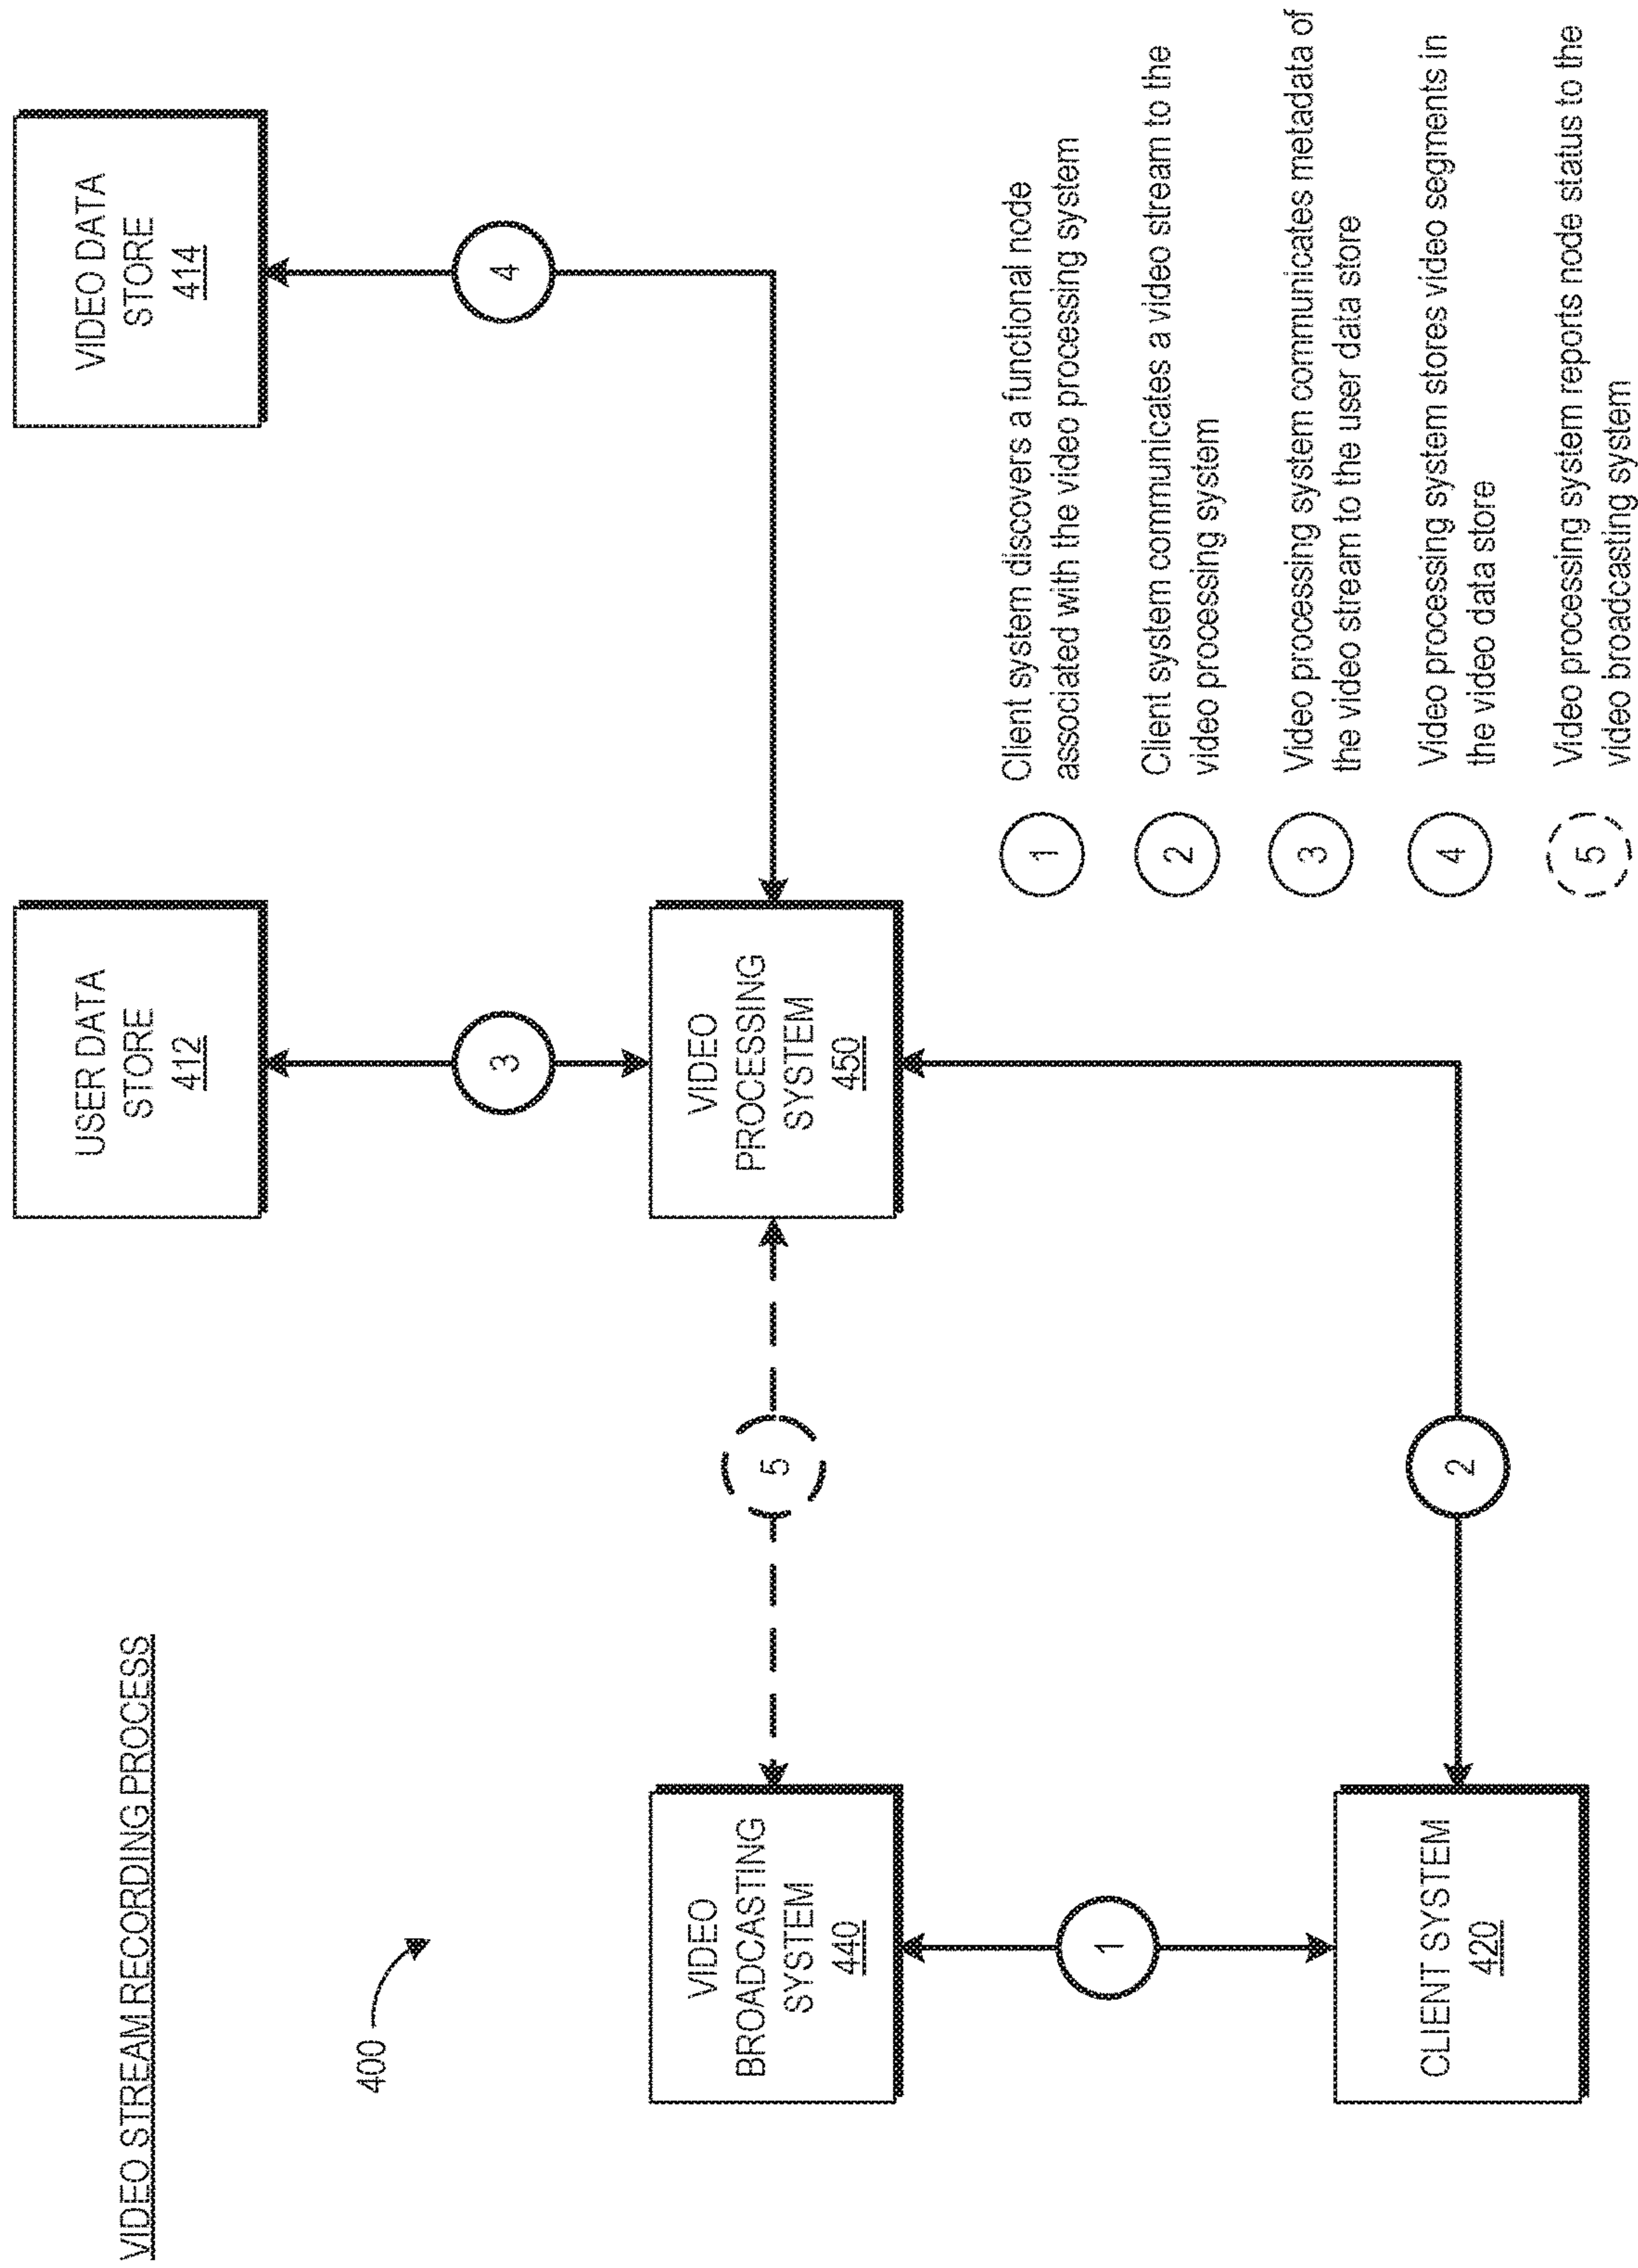 VIDEO STREAM RECORDING PROCESS
400
USER DATA
STORE
412
VIDEO DATA
STORE
414
3
4
VIDEO
BROADCASTING
SYSTEM
440
5
VIDEO
PROCESSING
SYSTEM
450
1
2
CLIENT SYSTEM
420
1 Client system discovers a functional node
associated with the video processing system
2 Client system communicates a video stream to the
video processing system
3 Video processing system communicates metadata of
the video stream to the user data store
4 Video processing system stores video segments in
the video data store
5 Video processing system reports node status to the
video broadcasting system